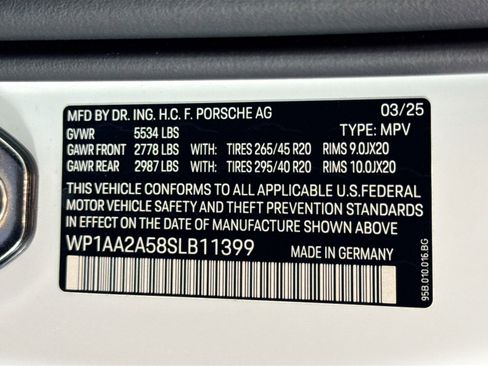 MFD BY DR. ING. H.C. F. PORSCHE AG 03/25
GVWR 5534 LBS TYPE: MPV
GAWR FRONT 2778 LBS WITH TIRES 265/45 R20 RIMS 9.0JX20
GAWR REAR 2987 LBS WITH TIRES 295/40 R20 RIMS 10.0JX20
THIS VEHICLE CONFORMS TO ALL APPLICABLE U.S.FEDERAL
MOTOR VEHICLE SAFETY AND THEFT PREVENTION STANDARDS
IN EFFECT ON THE DATE OF MANUFACTURE SHOWN ABOVE
WP1AA2A58SLB11399 MADE IN GERMANY
95B.010.016.BG